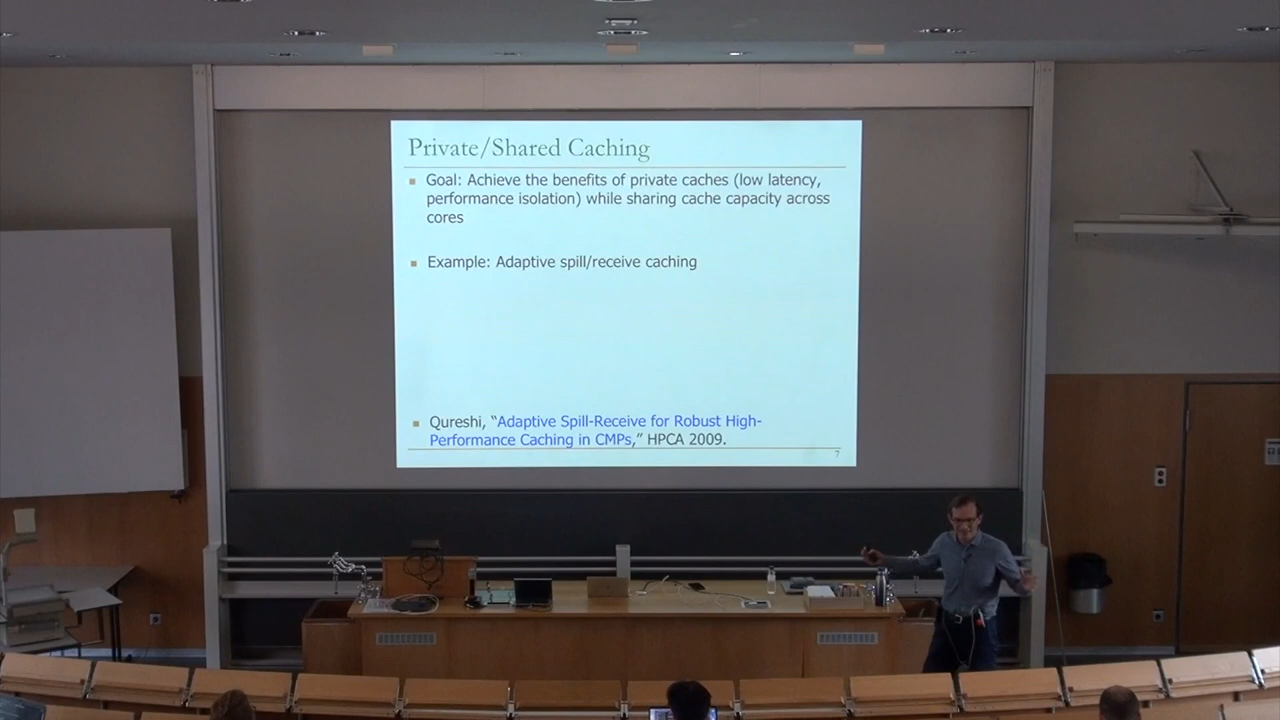 Private/Shared Caching
Goal: Achieve the benefits of private caches (low latency,
performance isolation) while sharing cache capacity across
cores
Example: Adaptive spill/receive caching
Qureshi, “Adaptive Spill-Receive for Robust High-
Performance Caching in CMPs,” HPCA 2009.
7